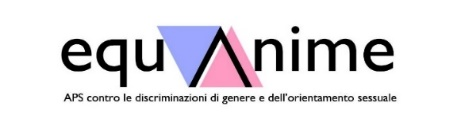 equAnime
APS contro le discriminazioni di genere e dell'orientamento sessuale